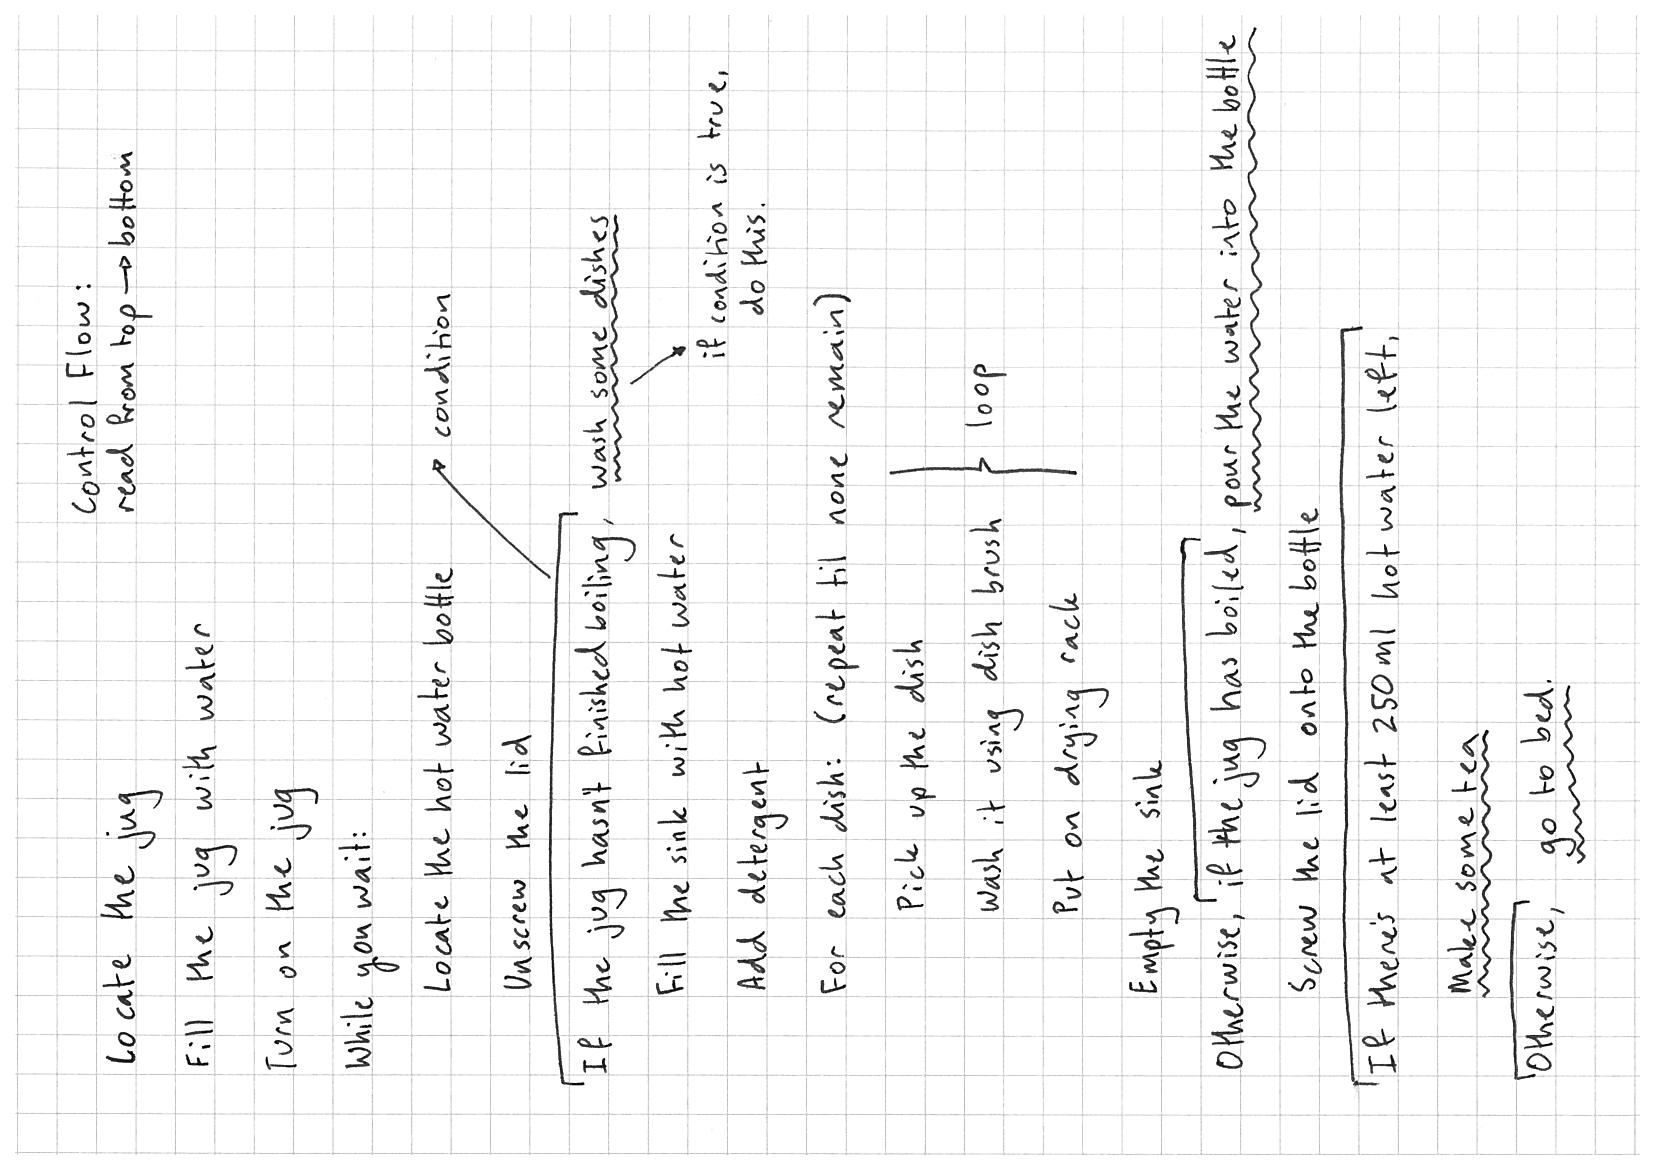 Control Flow:
read from top → bottom
Locate the jug
Fill the jug with water
Turn on the jug
While you wait:
Locate the hot water bottle
condition
Unscrew the lid
If the jug hasn't finished boiling, wash some dishes
Fill the sink with hot water
if condition is true,
do this.
Add detergent
For each dish: (repeat til none remain)
Pick up the dish
Wash it using dish brush
loop
Put on drying rack
Empty the sink
Otherwise, if the jug has boiled, pour the water into the bottle
Screw the lid onto the bottle
If there's at least 250ml hot water left,
Make some tea
Otherwise, go to bed.